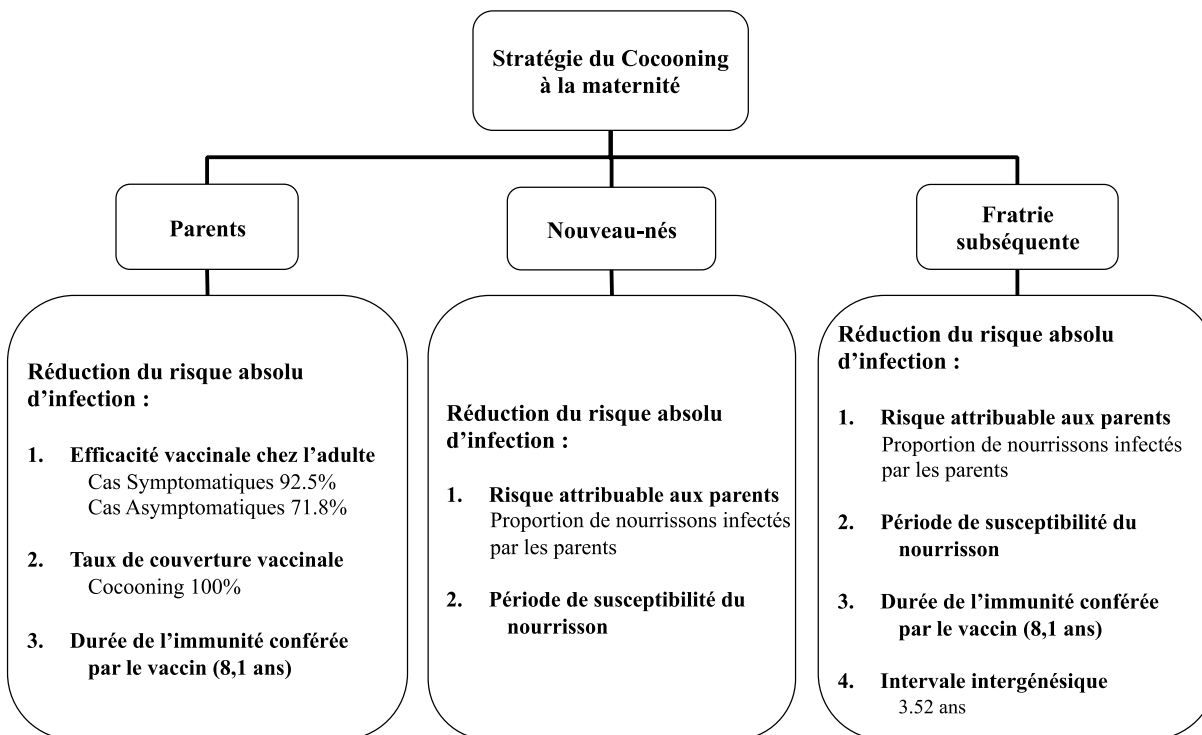 Stratégie du Cocooning
à la maternité
Parents
Réduction du risque absolu
d’infection :
1. Efficacité vaccinale chez l’adulte
Cas Symptomatiques 92.5%
Cas Asymptomatiques 71.8%
2. Taux de couverture vaccinale
Cocooning 100%
3. Durée de l’immunité conférée
par le vaccin (8,1 ans)
Nouveau-nés
Réduction du risque absolu
d’infection :
1. Risque attribuable aux parents
Proportion de nourrissons infectés
par les parents
2. Période de susceptibilité du
nourrisson
Fratrie
subséquente
Réduction du risque absolu
d’infection :
1. Risque attribuable aux parents
Proportion de nourrissons infectés
par les parents
2. Période de susceptibilité du
nourrisson
3. Durée de l’immunité conférée
par le vaccin (8,1 ans)
4. Intervale intergénésique
3.52 ans